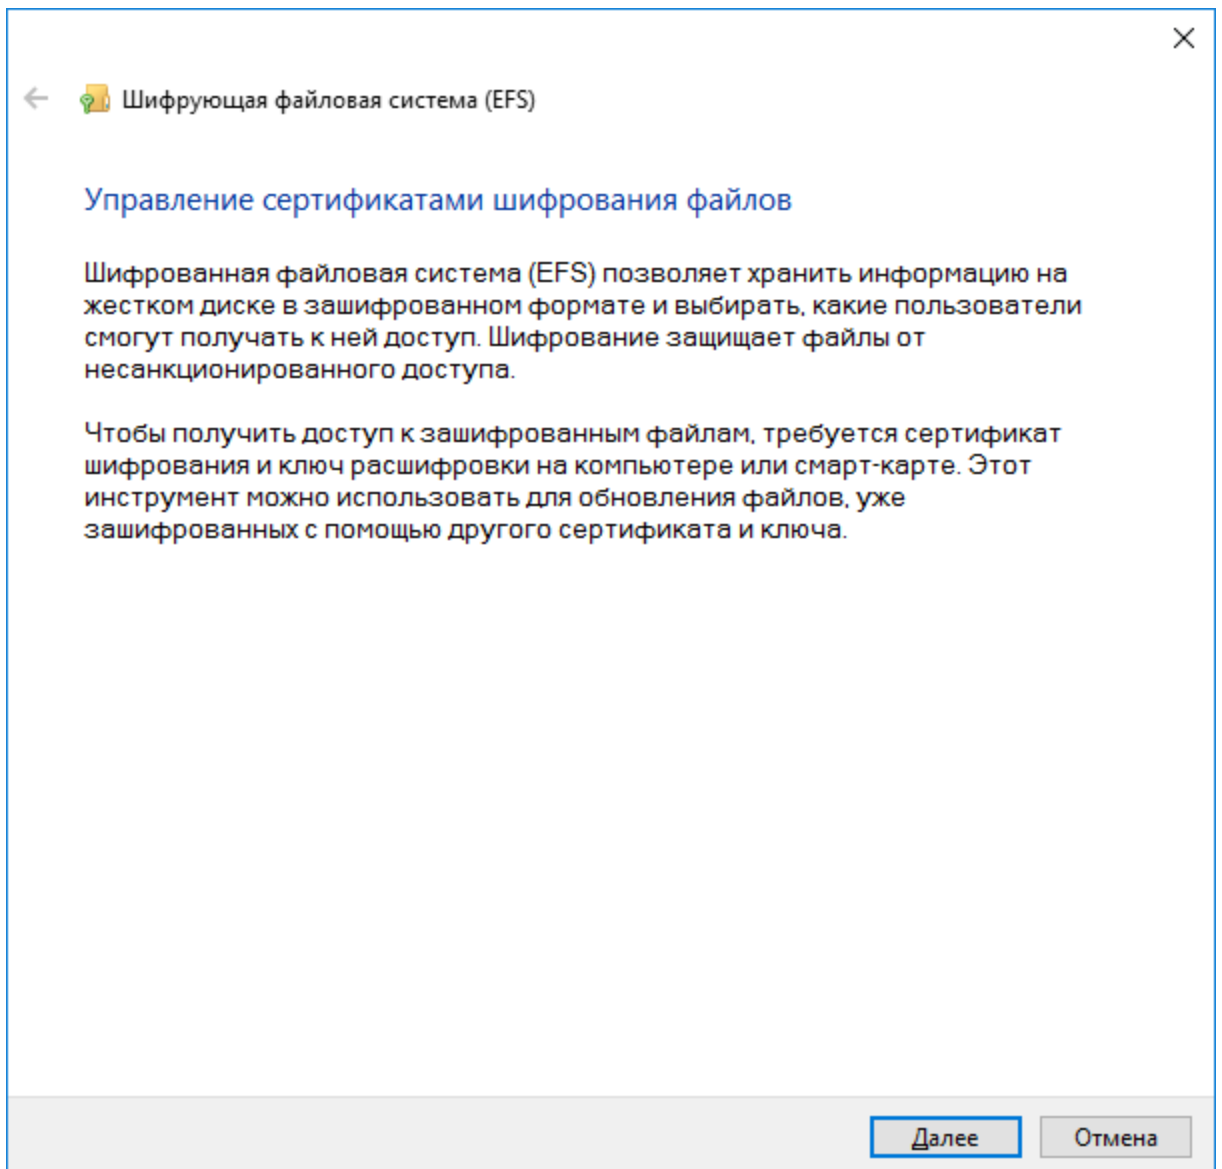 Шифрующая файловая система (EFS)
Управление сертификатами шифрования файлов
Шифрованная файловая система (EFS) позволяет хранить информацию на
жестком диске в зашифрованном формате и выбирать, какие пользователи
смогут получать к ней доступ. Шифрование защищает файлы от
несанкционированного доступа.
Чтобы получить доступ к зашифрованным файлам, требуется сертификат
шифрования и ключ расшифровки на компьютере или смарт-карте. Этот
инструмент можно использовать для обновления файлов, уже
зашифрованных с помощью другого сертификата и ключа.
Далее
Отмена